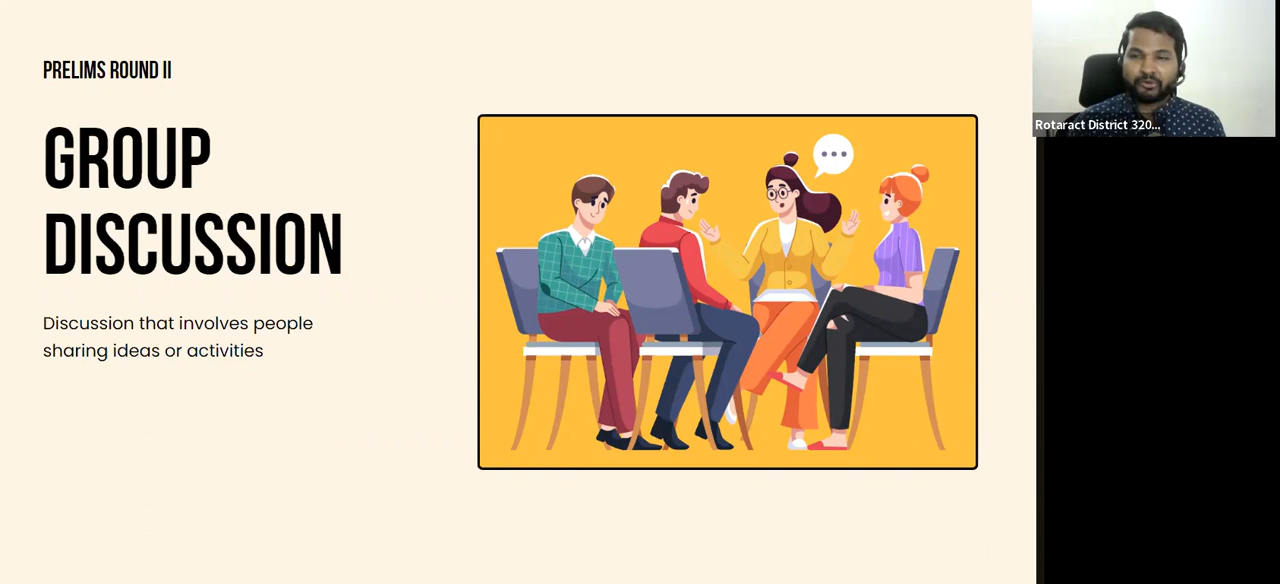 PRELIMS ROUND II
GROUP
DISCUSSION
Discussion that involves people
sharing ideas or activities
Rotaract District 320...